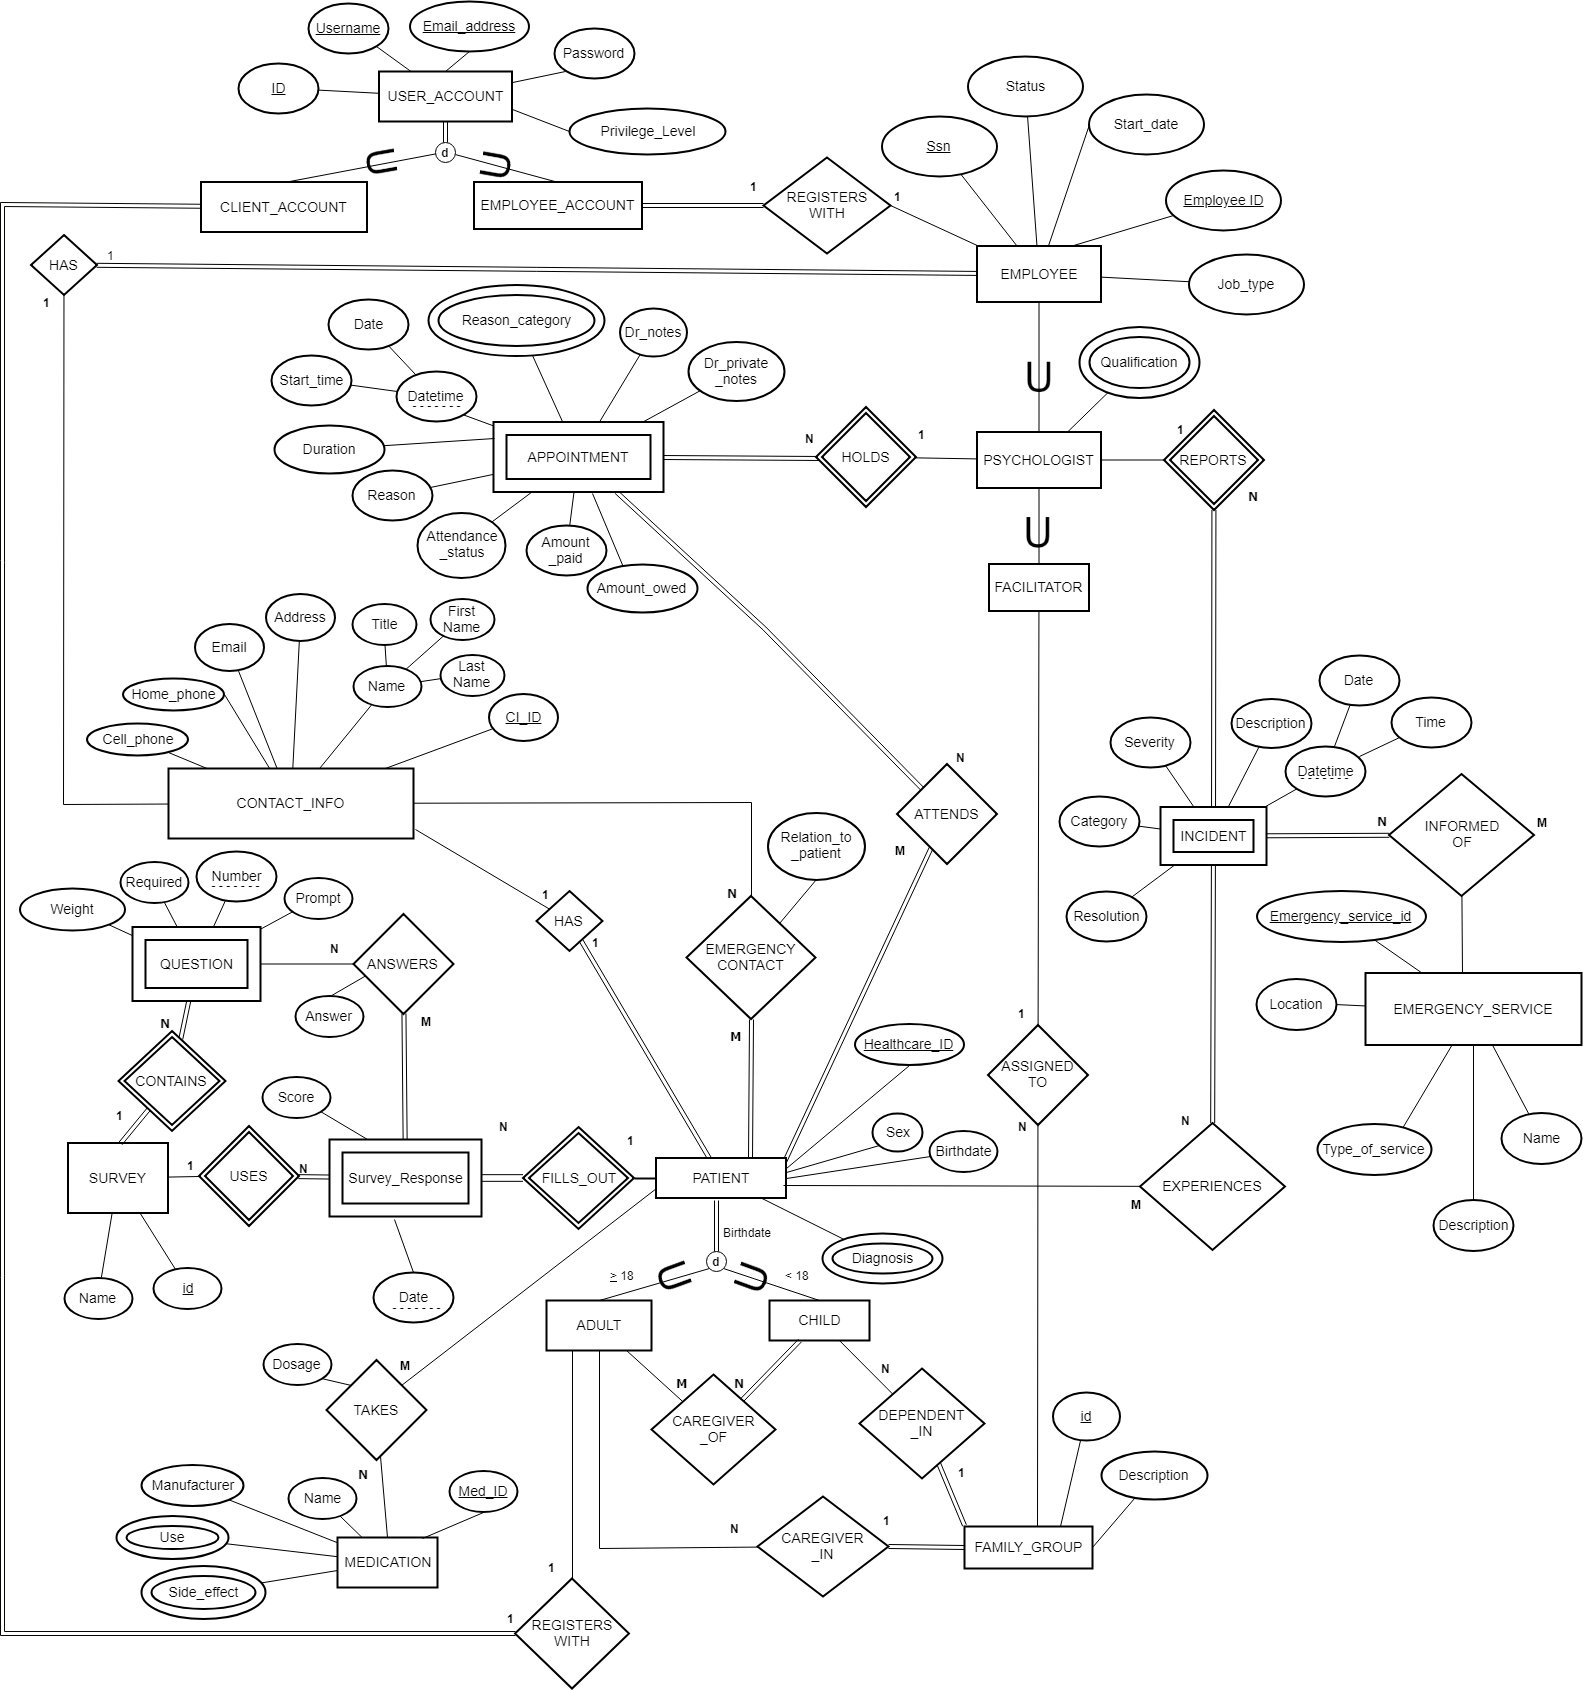 Username
Email_address
Password
ID
USER_ACCOUNT
Privilege_Level
d
Status
Start_date
Ssn
Employee ID
CLIENT_ACCOUNT
EMPLOYEE_ACCOUNT
1
REGISTERS
WITH
1
HAS
1
1
EMPLOYEE
Job_type
Date
Reason_category
Dr_notes
Dr_private
_notes
Start_time
Datetime
Qualification
Duration
APPOINTMENT
N
HOLDS
1
PSYCHOLOGIST
1
REPORTS
N
Reason
Attendance
_status
Amount
_paid
Amount_owed
FACILITATOR
Address
Title
First
Name
Email
Last
Name
Home_phone
Name
CI_ID
Cell_phone
CONTACT_INFO
Date
Time
Description
Severity
Datetime
N
ATTENDS
M
Category
INCIDENT
N
INFORMED
OF
M
Relation_to
_patient
Resolution
Emergency_service_id
Weight
Required
Number
Prompt
1
HAS
1
N
EMERGENCY
CONTACT
M
QUESTION
N
ANSWERS
M
Answer
Location
EMERGENCY_SERVICE
N
CONTAINS
1
Healthcare_ID
1
ASSIGNED
TO
N
Score
N
1
Sex
Birthdate
N
Type_of_service
Name
SURVEY
1
USES
N
Survey_Response
FILLS_OUT
PATIENT
M
EXPERIENCES
Description
Birthdate
Diagnosis
d
≥ 18
< 18
Name
id
Date
ADULT
CHILD
Dosage
M
TAKES
N
M
N
CAREGIVER
_OF
N
DEPENDENT
_IN
1
id
Description
Manufacturer
Name
Med_ID
Use
Side_effect
MEDICATION
N
CAREGIVER
_IN
1
FAMILY_GROUP
1
1
REGISTERS
WITH